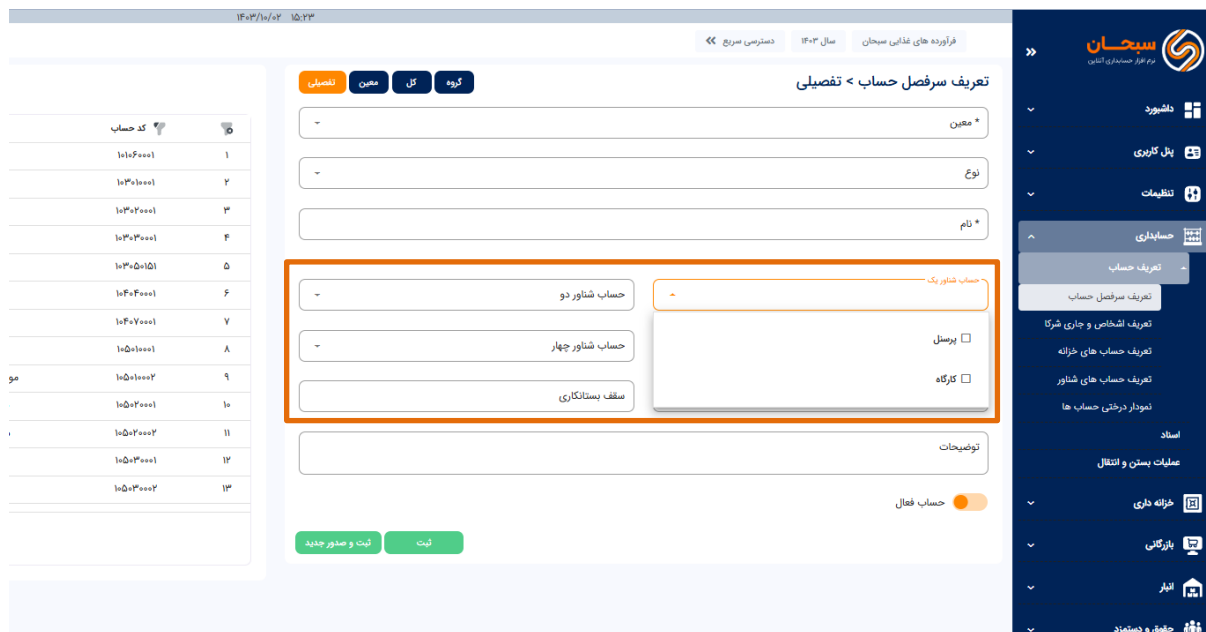 ۱۴۰۳/۱۰/۰۲ ۱۵:۲۳
سبحــان
نرم افزار حسابداری آنلاین
داشبورد
پنل کاربری
تنظیمات
حسابداری
تعریف حساب
تعریف سرفصل حساب
تعریف اشخاص و جاری شرکا
تعریف حساب های خزانه
تعریف حساب های شناور
نمودار درختی حساب ها
اسناد
عملیات بستن و انتقال
خزانه داری
بازرگانی
انبار
حقوق و دستمزد
فرآورده های غذایی سبحان سال ۱۴۰۳ دسترسی سریع
تعریف سرفصل حساب > تفصیلی
گروه کل معین تفصیلی
* معین
نوع
* نام
حساب شناور یک
حساب شناور دو
پرسنل
حساب شناور چهار
کارگاه
سقف بستانکاری
توضیحات
حساب فعال
ثبت ثبت و صدور جدید
کد حساب
۱ ۱۰۱۰۶۰۰۰۱
۲ ۱۰۳۰۱۰۰۰۱
۳ ۱۰۳۰۲۰۰۰۱
۴ ۱۰۳۰۳۰۰۰۱
۵ ۱۰۳۰۵۰۱۵۱
۶ ۱۰۴۰۴۰۰۰۱
۷ ۱۰۴۰۷۰۰۰۱
۸ ۱۰۵۰۱۰۰۰۱
۹ ۱۰۵۰۱۰۰۰۲
۱۰ ۱۰۵۰۲۰۰۰۱
۱۱ ۱۰۵۰۲۰۰۰۲
۱۲ ۱۰۵۰۳۰۰۰۱
۱۳ ۱۰۵۰۳۰۰۰۲